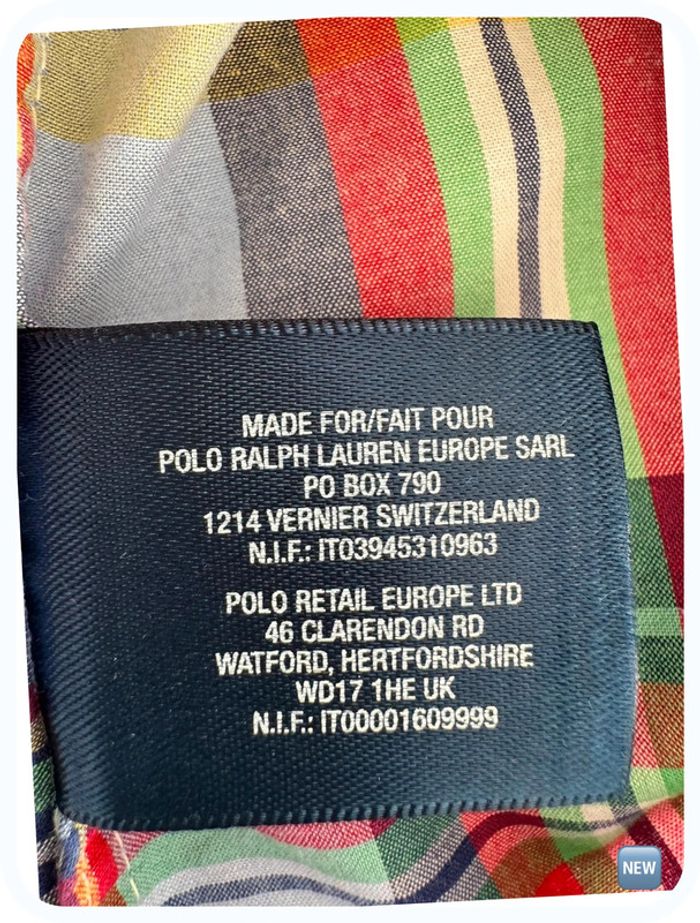 MADE FOR/FAIT POUR
POLO RALPH LAUREN EUROPE SARL
PO BOX 790
1214 VERNIER SWITZERLAND
N.I.F.: IT03945310963
POLO RETAIL EUROPE LTD
46 CLARENDON RD
WATFORD, HERTFORDSHIRE
WD17 1HE UK
N.I.F.: IT00001609999
NEW